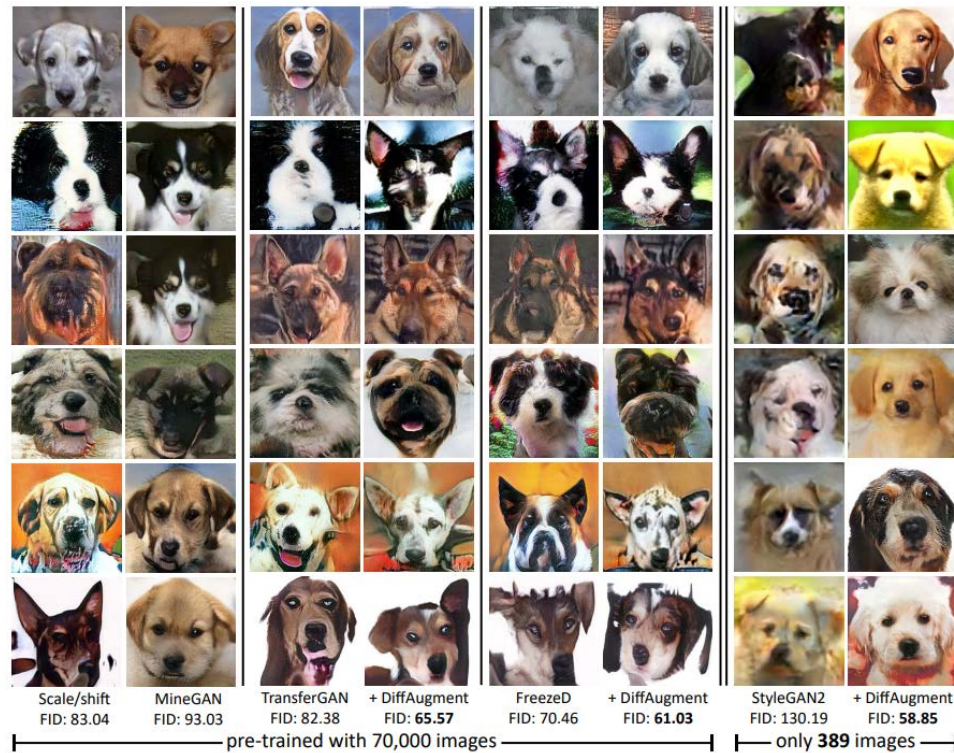 Scale/shift MineGAN TransferGAN + DiffAugment FreezeD + DiffAugment StyleGAN2 + DiffAugment
FID: 83.04 FID: 93.03 FID: 82.38 FID: 65.57 FID: 70.46 FID: 61.03 FID: 130.19 FID: 58.85
pre-trained with 70,000 images only 389 images